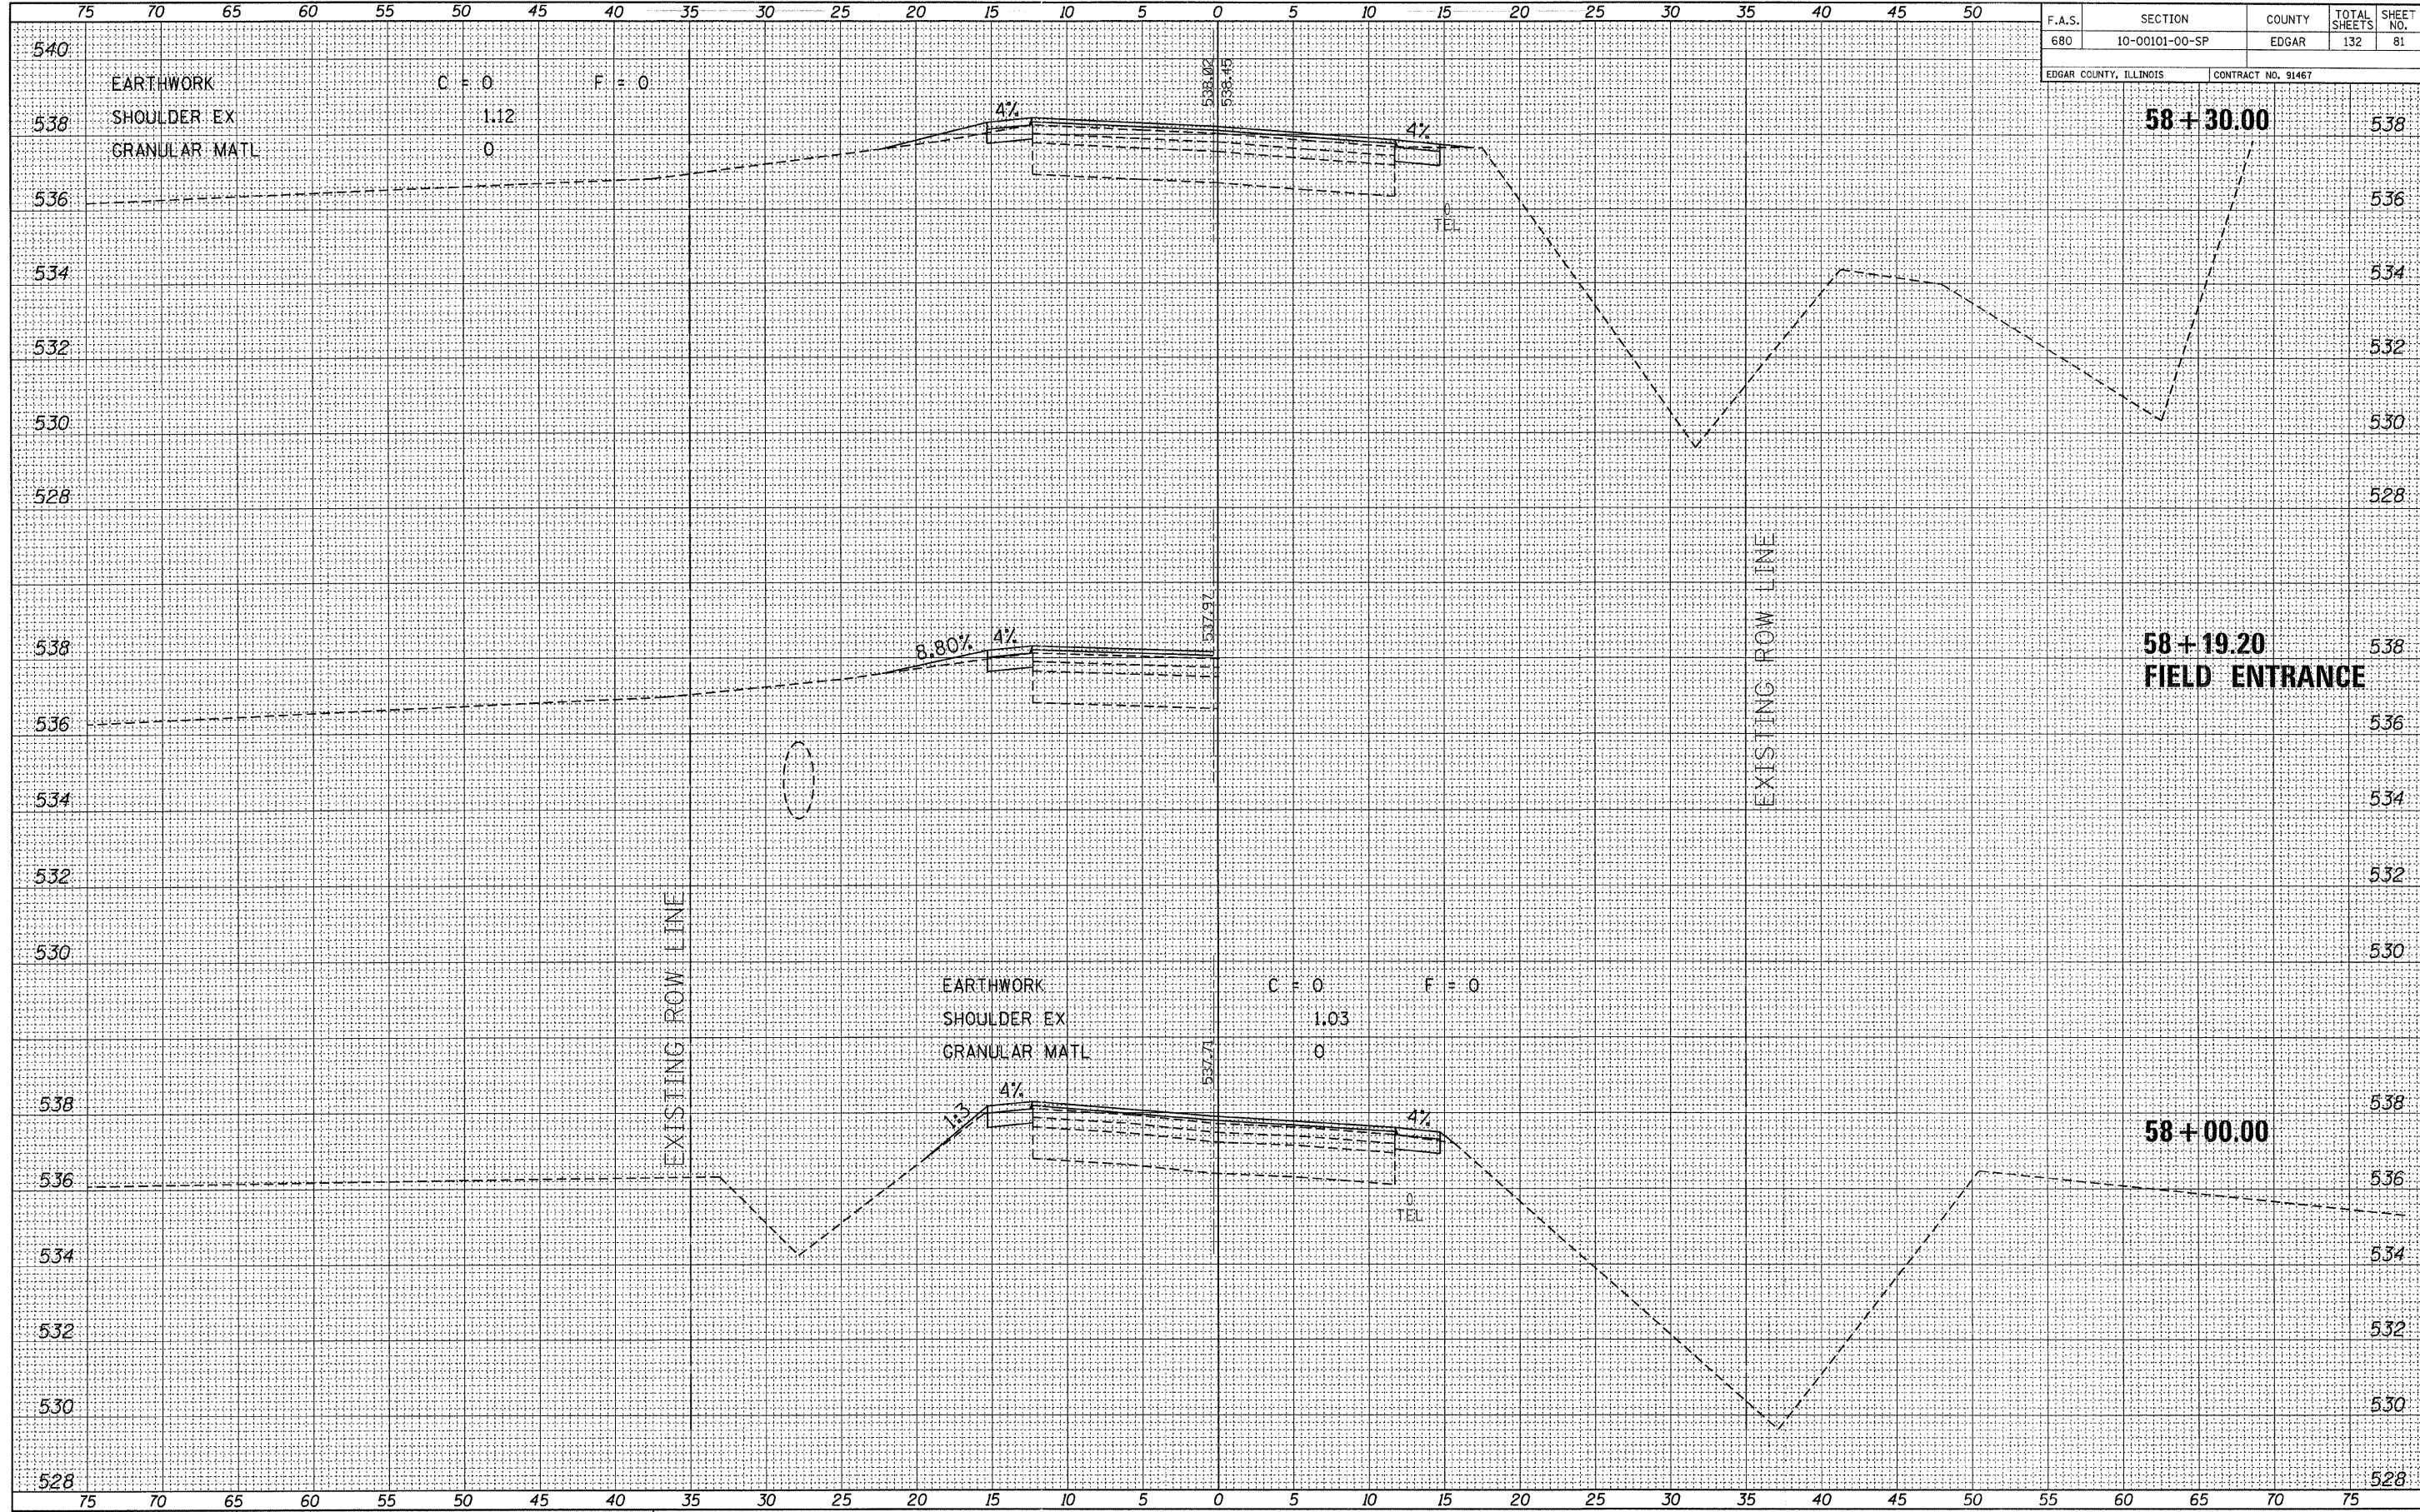 75 70 65 60 55 50 45 40 35 30 25 20 15 10 5 0 5 10 15 20 25 30 35 40 45 50
F.A.S. SECTION COUNTY TOTAL SHEETS SHEET NO.
680 10-00101-00-SP EDGAR 132 81
EDGAR COUNTY, ILLINOIS CONTRACT NO. 91467
540
EARTHWORK C = 0 F = 0
SHOULDER EX 1.12
GRANULAR MATL 0
538.02
538.45
4%
4%
58+30.00
538 538
536 536
0
TEL
534 534
532 532
530 530
528 528
EXISTING ROW LINE
537.97
8.80% 4%
58+19.20
FIELD ENTRANCE
538 538
536 536
534 534
532 532
530 530
EXISTING ROW LINE
EARTHWORK C = 0 F = 0
SHOULDER EX 1.03
GRANULAR MATL 0
537.71
1:3 4%
4%
58+00.00
538 538
536 536
0
TEL
534 534
532 532
530 530
528 528
75 70 65 60 55 50 45 40 35 30 25 20 15 10 5 0 5 10 15 20 25 30 35 40 45 50 55 60 65 70 75